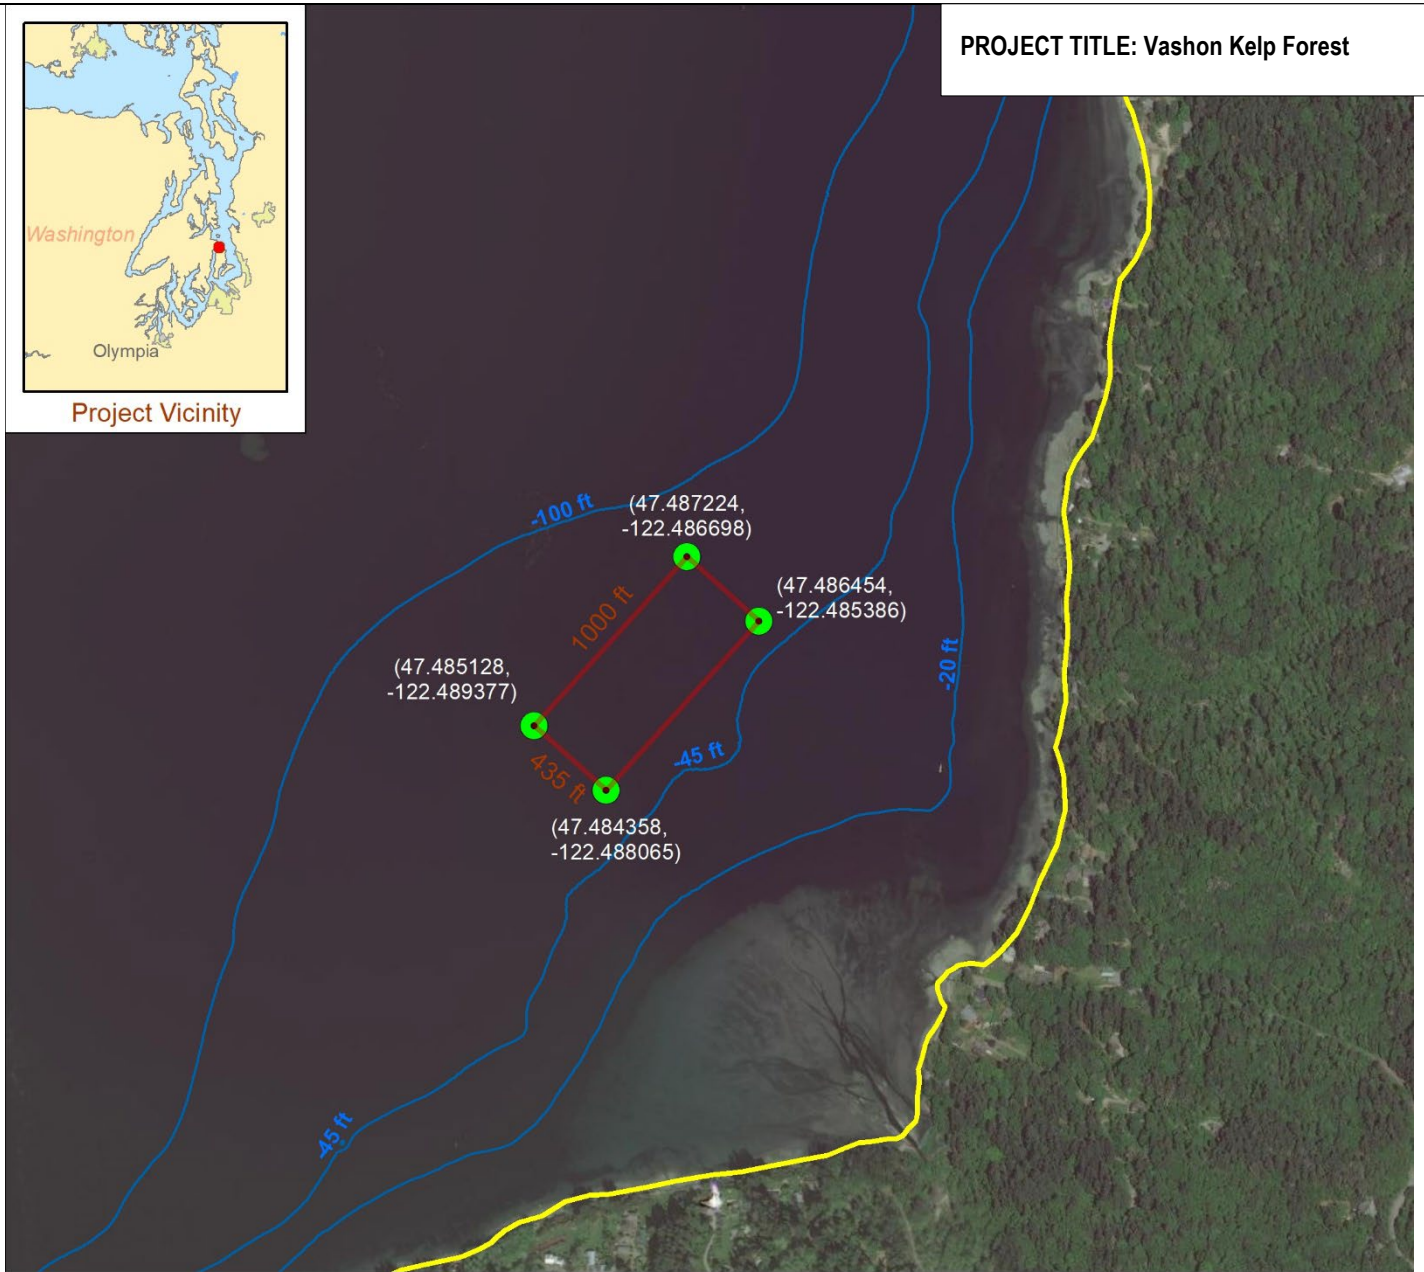 PROJECT TITLE: Vashon Kelp Forest
Washington
Olympia
Project Vicinity
-100 ft
(47.487224,
-122.486698)
1000 ft
(47.486454,
-122.485386)
(47.485128,
-122.489377)
-20 ft
435 ft
-45 ft
(47.484358,
-122.488065)
-45 ft